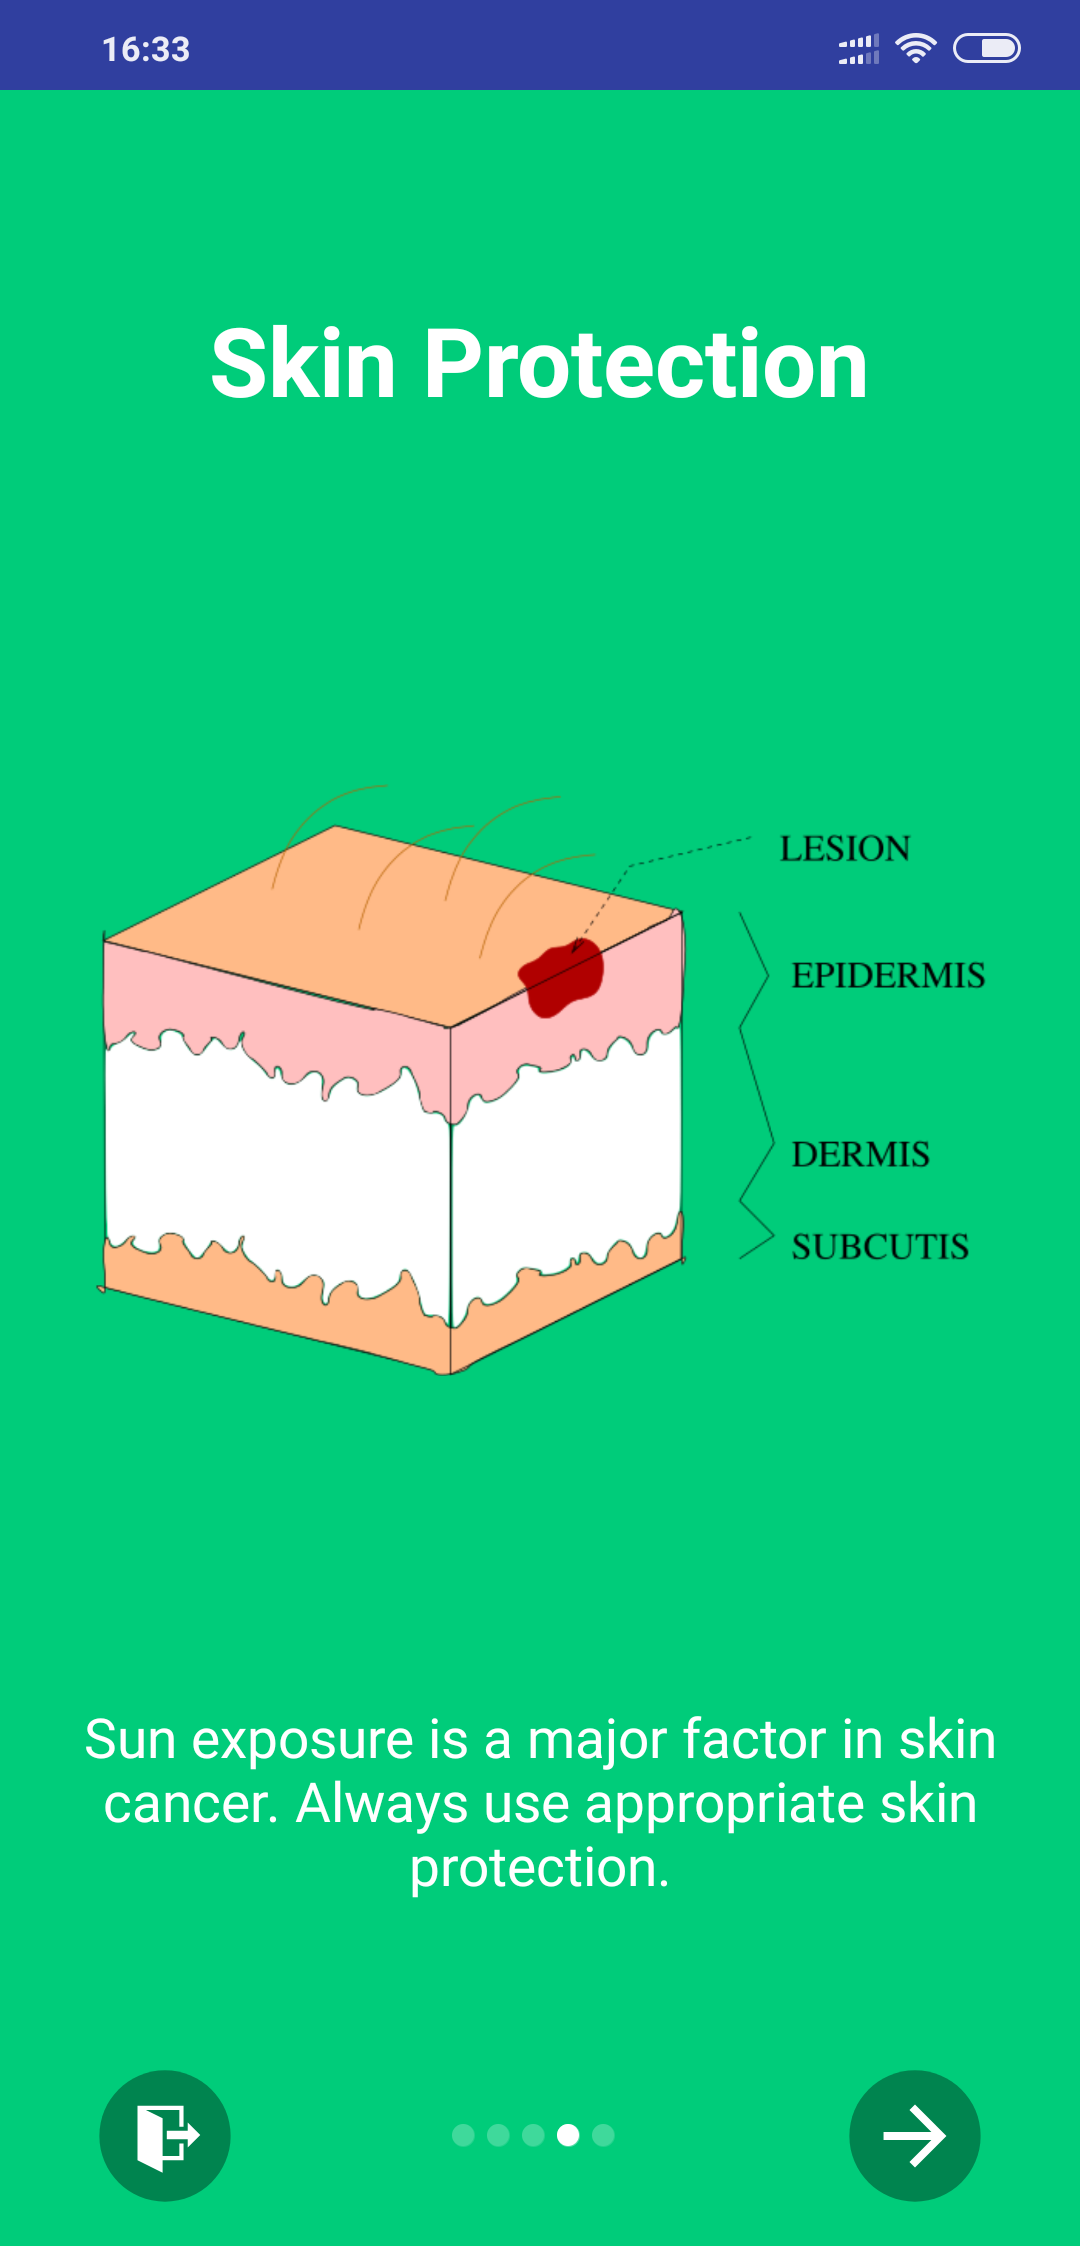 16:33
Skin Protection
LESION
EPIDERMIS
DERMIS
SUBCUTIS
Sun exposure is a major factor in skin
cancer. Always use appropriate skin
protection.